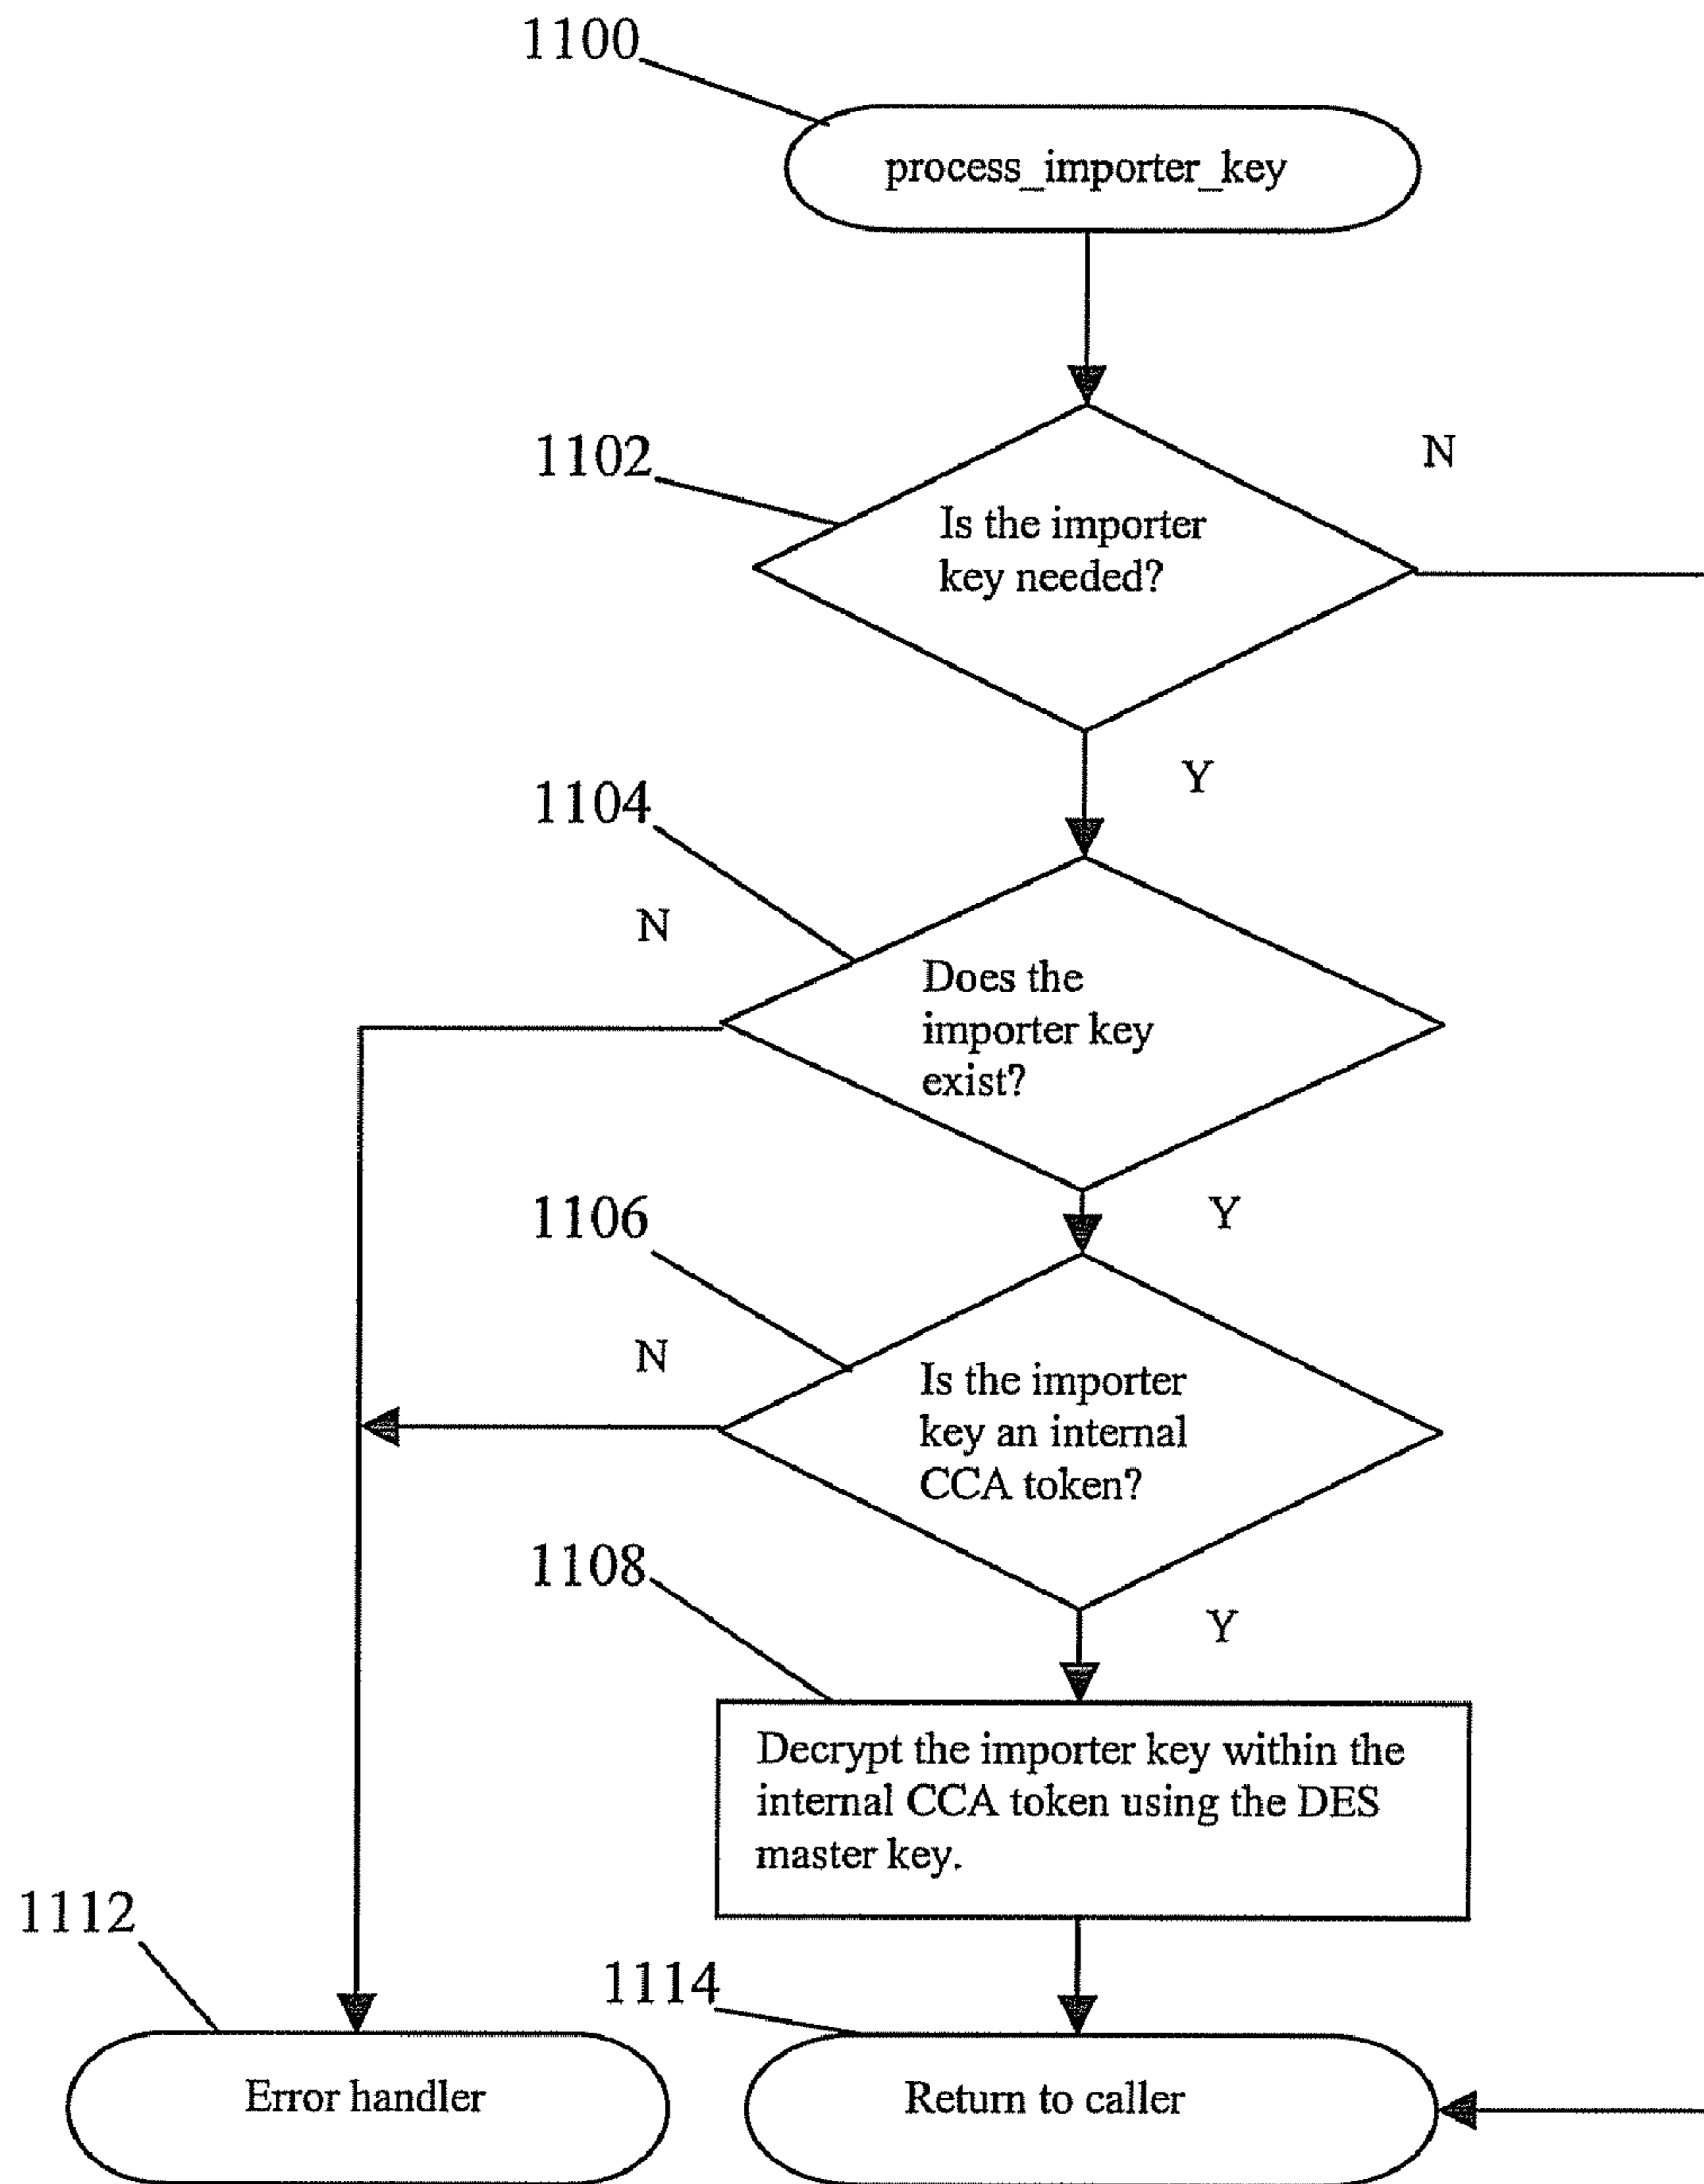 1100
process_importer_key
1102
N
Is the importer
key needed?
Y
1104
N
Does the
importer key
exist?
Y
1106
N
Is the importer
key an internal
CCA token?
Y
1108
Decrypt the importer key within the
internal CCA token using the DES
master key.
1112
1114
Error handler
Return to caller